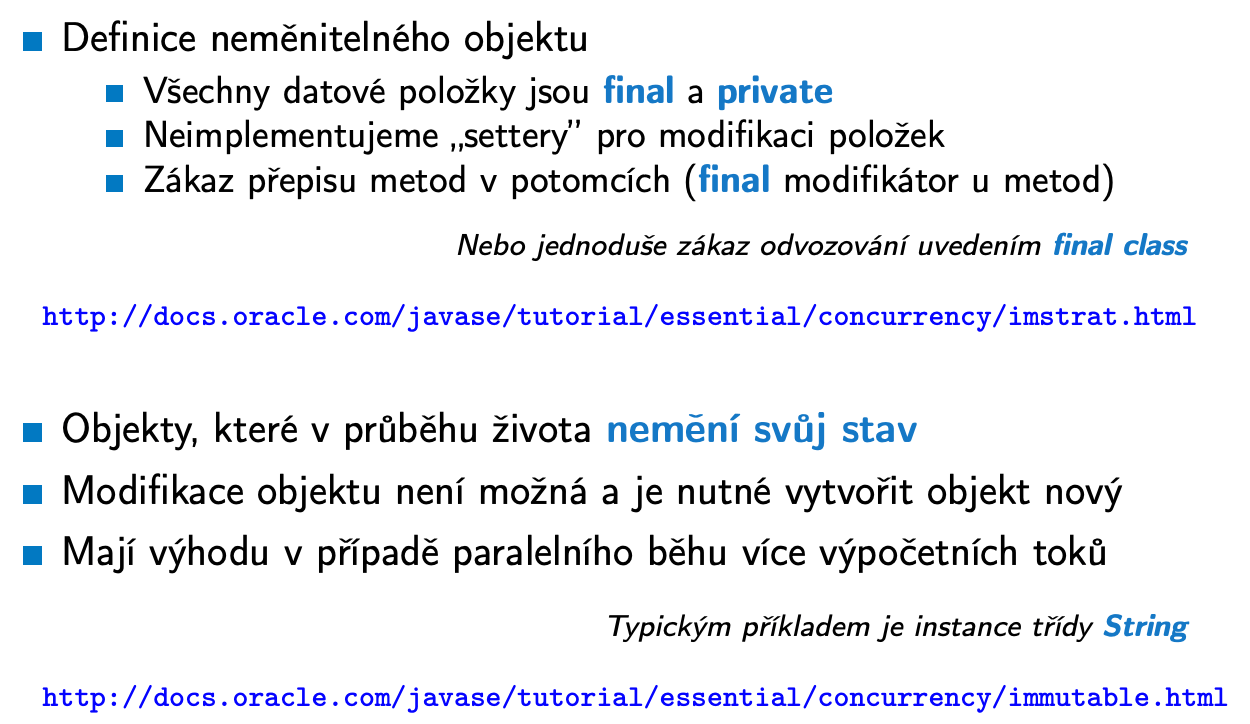 Definice neměnitelného objektu
Všechny datové položky jsou final a private
Neimplementujeme „settery” pro modifikaci položek
Zákaz přepisu metod v potomcích (final modifikátor u metod)
Nebo jednoduše zákaz odvozování uvedením final class
http://docs.oracle.com/javase/tutorial/essential/concurrency/imstrat.html
Objekty, které v průběhu života nemění svůj stav
Modifikace objektu není možná a je nutné vytvořit objekt nový
Mají výhodu v případě paralelního běhu více výpočetních toků
Typickým příkladem je instance třídy String
http://docs.oracle.com/javase/tutorial/essential/concurrency/immutable.html